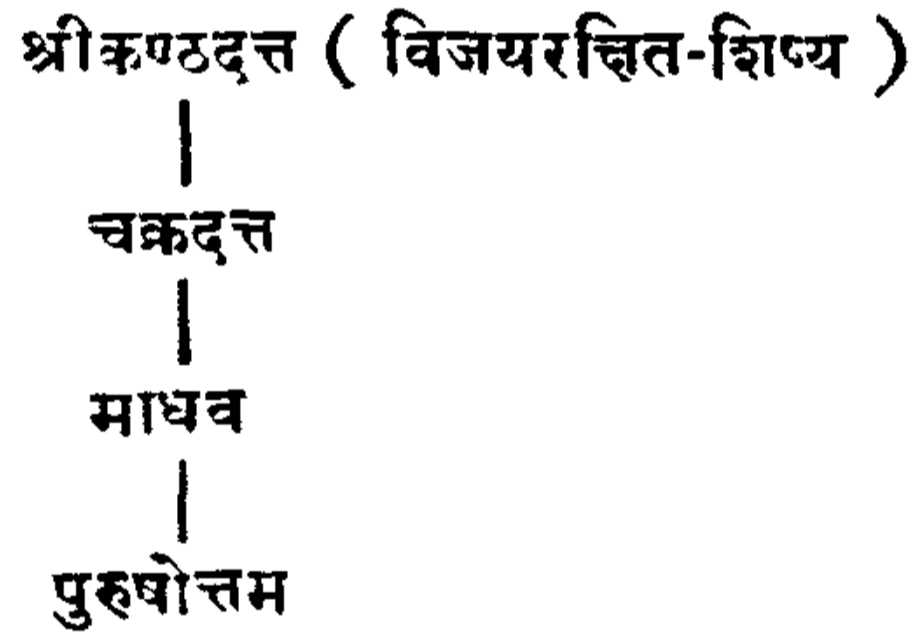 श्रीकण्ठदत्त ( विजयरक्षित-शिष्य )
चक्रदत्त
माधव
पुरुषोत्तम